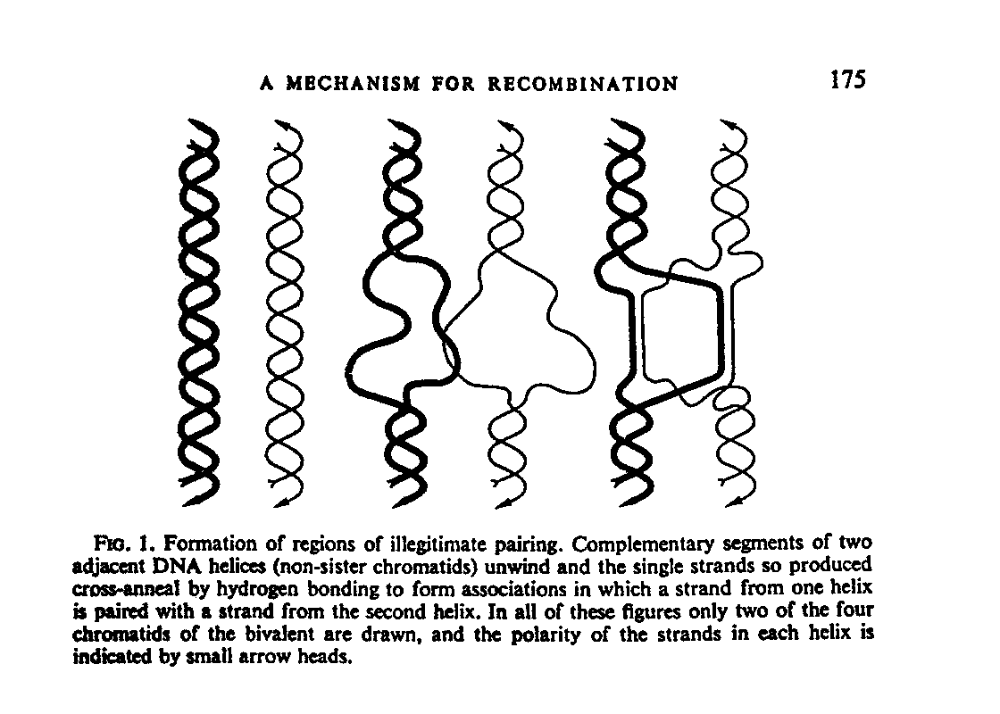 A MECHANISM FOR RECOMBINATION 175
FIG. 1. Formation of regions of illegitimate pairing. Complementary segments of two
adjacent DNA helices (non-sister chromatids) unwind and the single strands so produced
cross-anneal by hydrogen bonding to form associations in which a strand from one helix
is paired with a strand from the second helix. In all of these figures only two of the four
chromatids of the bivalent are drawn, and the polarity of the strands in each helix is
indicated by small arrow heads.